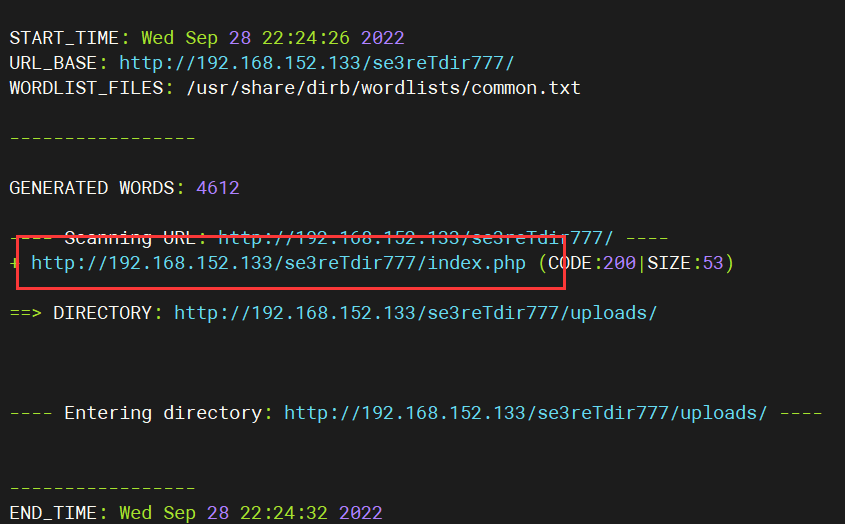 START_TIME: Wed Sep 28 22:24:26 2022
URL_BASE: http://192.168.152.133/se3reTdir777/
WORDLIST_FILES: /usr/share/dirb/wordlists/common.txt
-----------------
GENERATED WORDS: 4612
---- Scanning URL: http://192.168.152.133/se3reTdir777/ ----
+ http://192.168.152.133/se3reTdir777/index.php (CODE:200|SIZE:53)
==> DIRECTORY: http://192.168.152.133/se3reTdir777/uploads/
---- Entering directory: http://192.168.152.133/se3reTdir777/uploads/ ----
-----------------
END_TIME: Wed Sep 28 22:24:32 2022